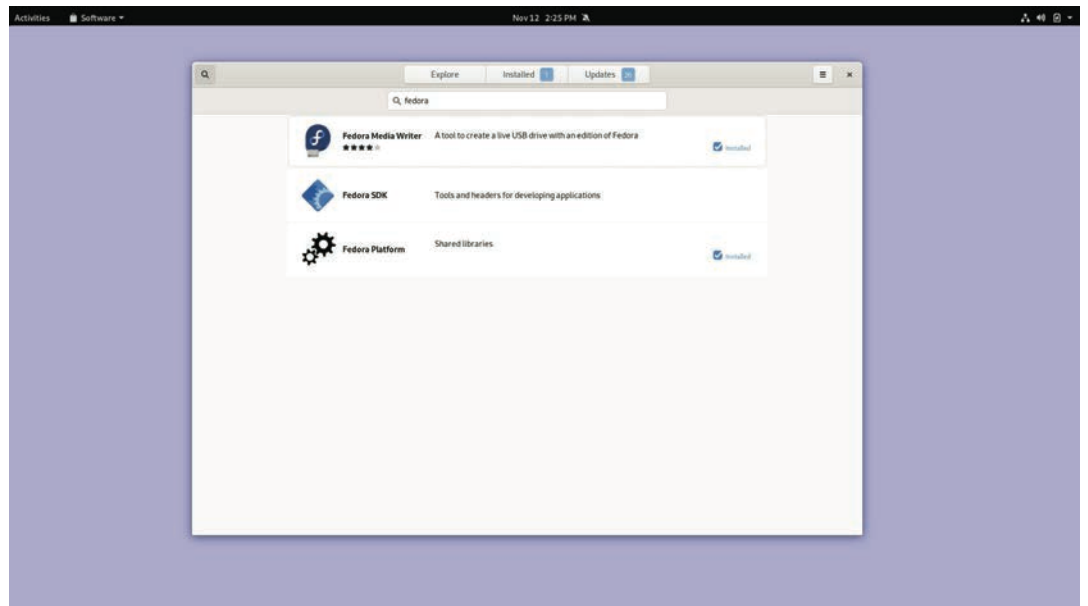 Activities Software Nov 12 2:25 PM
Explore Installed Updates
fedora
Fedora Media Writer A tool to create a live USB drive with an edition of Fedora
Installed
Fedora SDK Tools and headers for developing applications
Fedora Platform Shared libraries
Installed